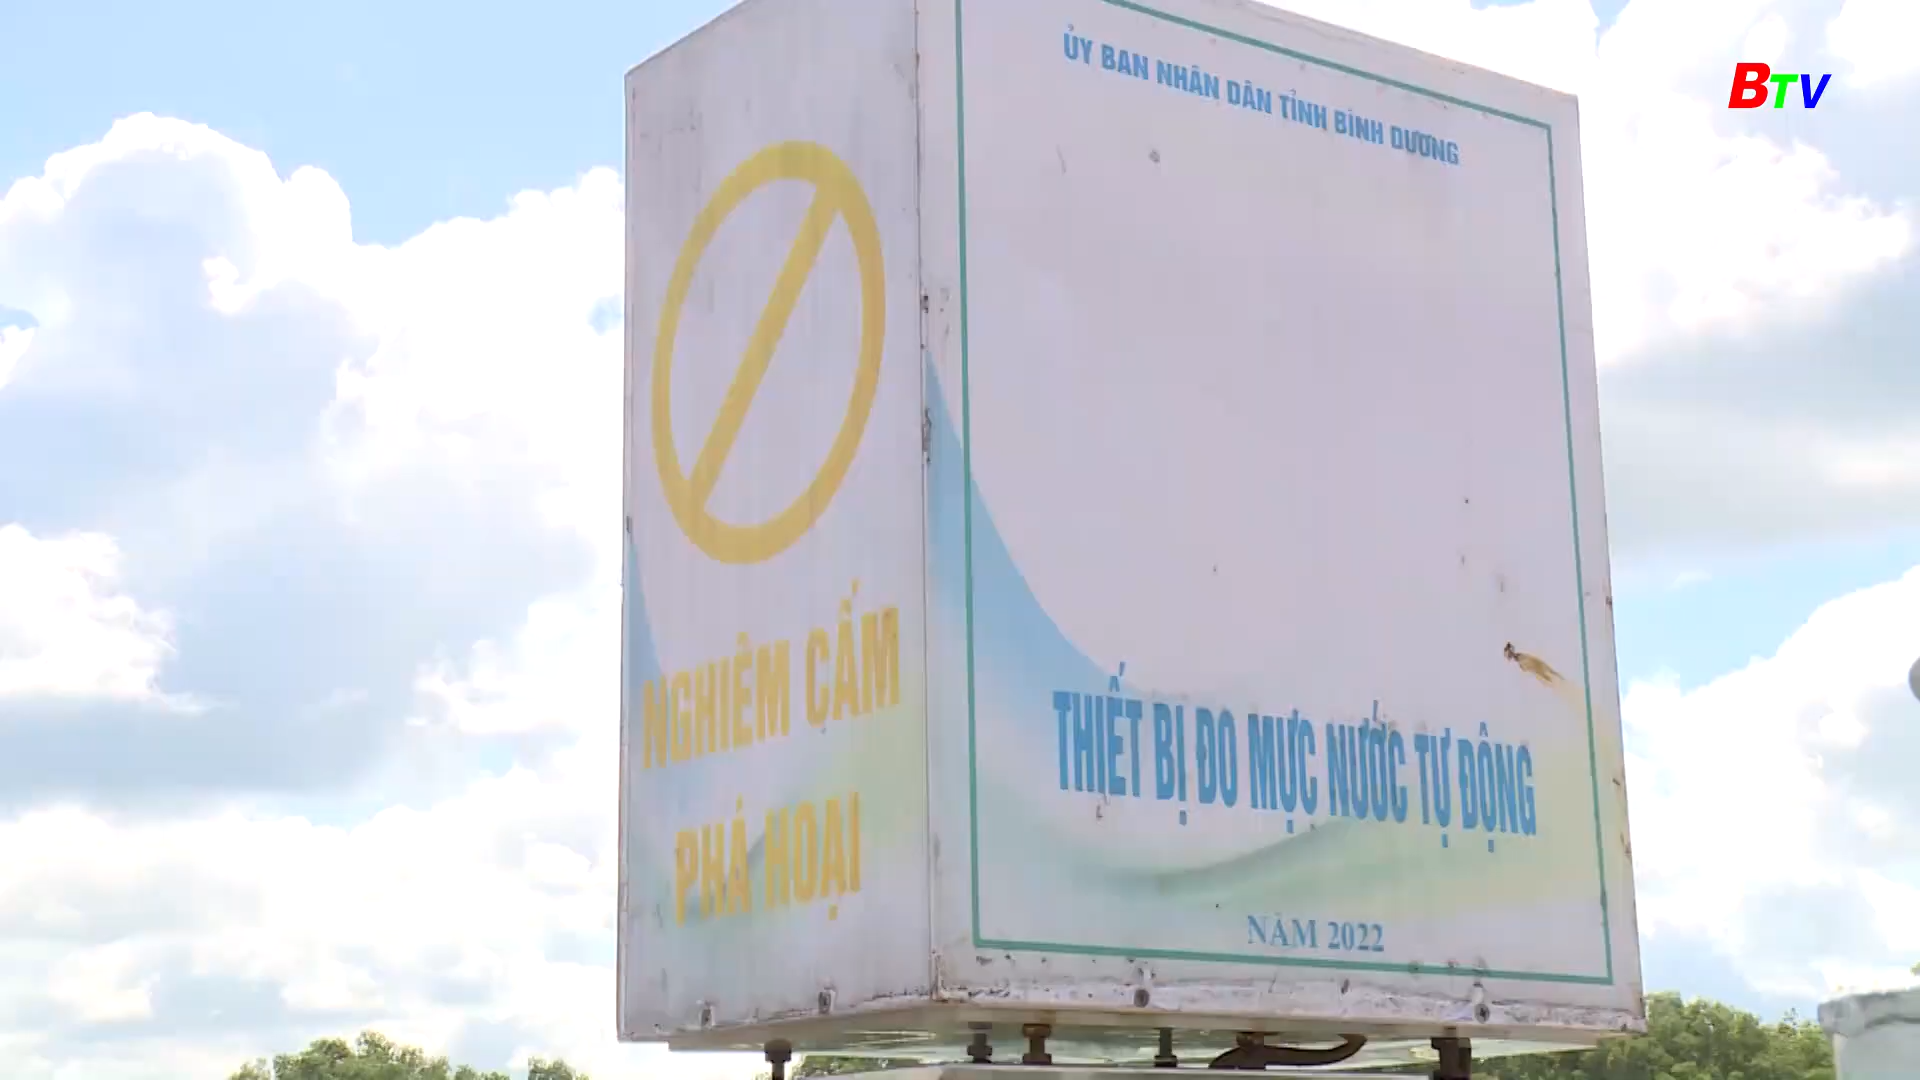 BTV
ỦY BAN NHÂN DÂN TỈNH BÌNH DƯƠNG
NGHIÊM CẤM
PHÁ HOẠI
THIẾT BỊ ĐO MỰC NƯỚC TỰ ĐỘNG
NĂM 2022